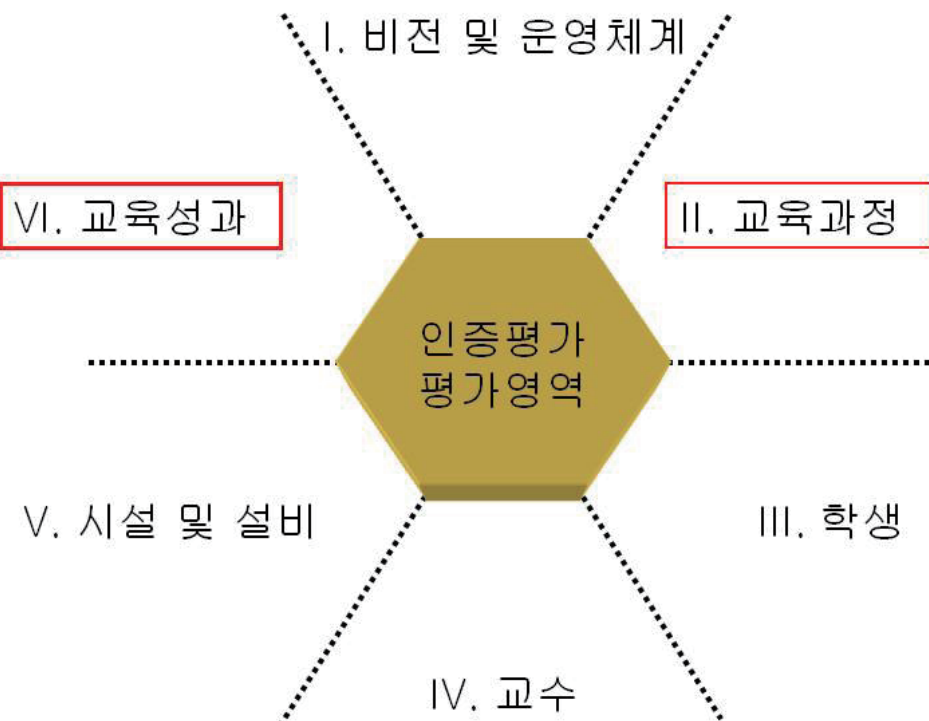 I. 비전 및 운영체계
VI. 교육성과
II. 교육과정
인증평가
평가영역
V. 시설 및 설비
III. 학생
IV. 교수